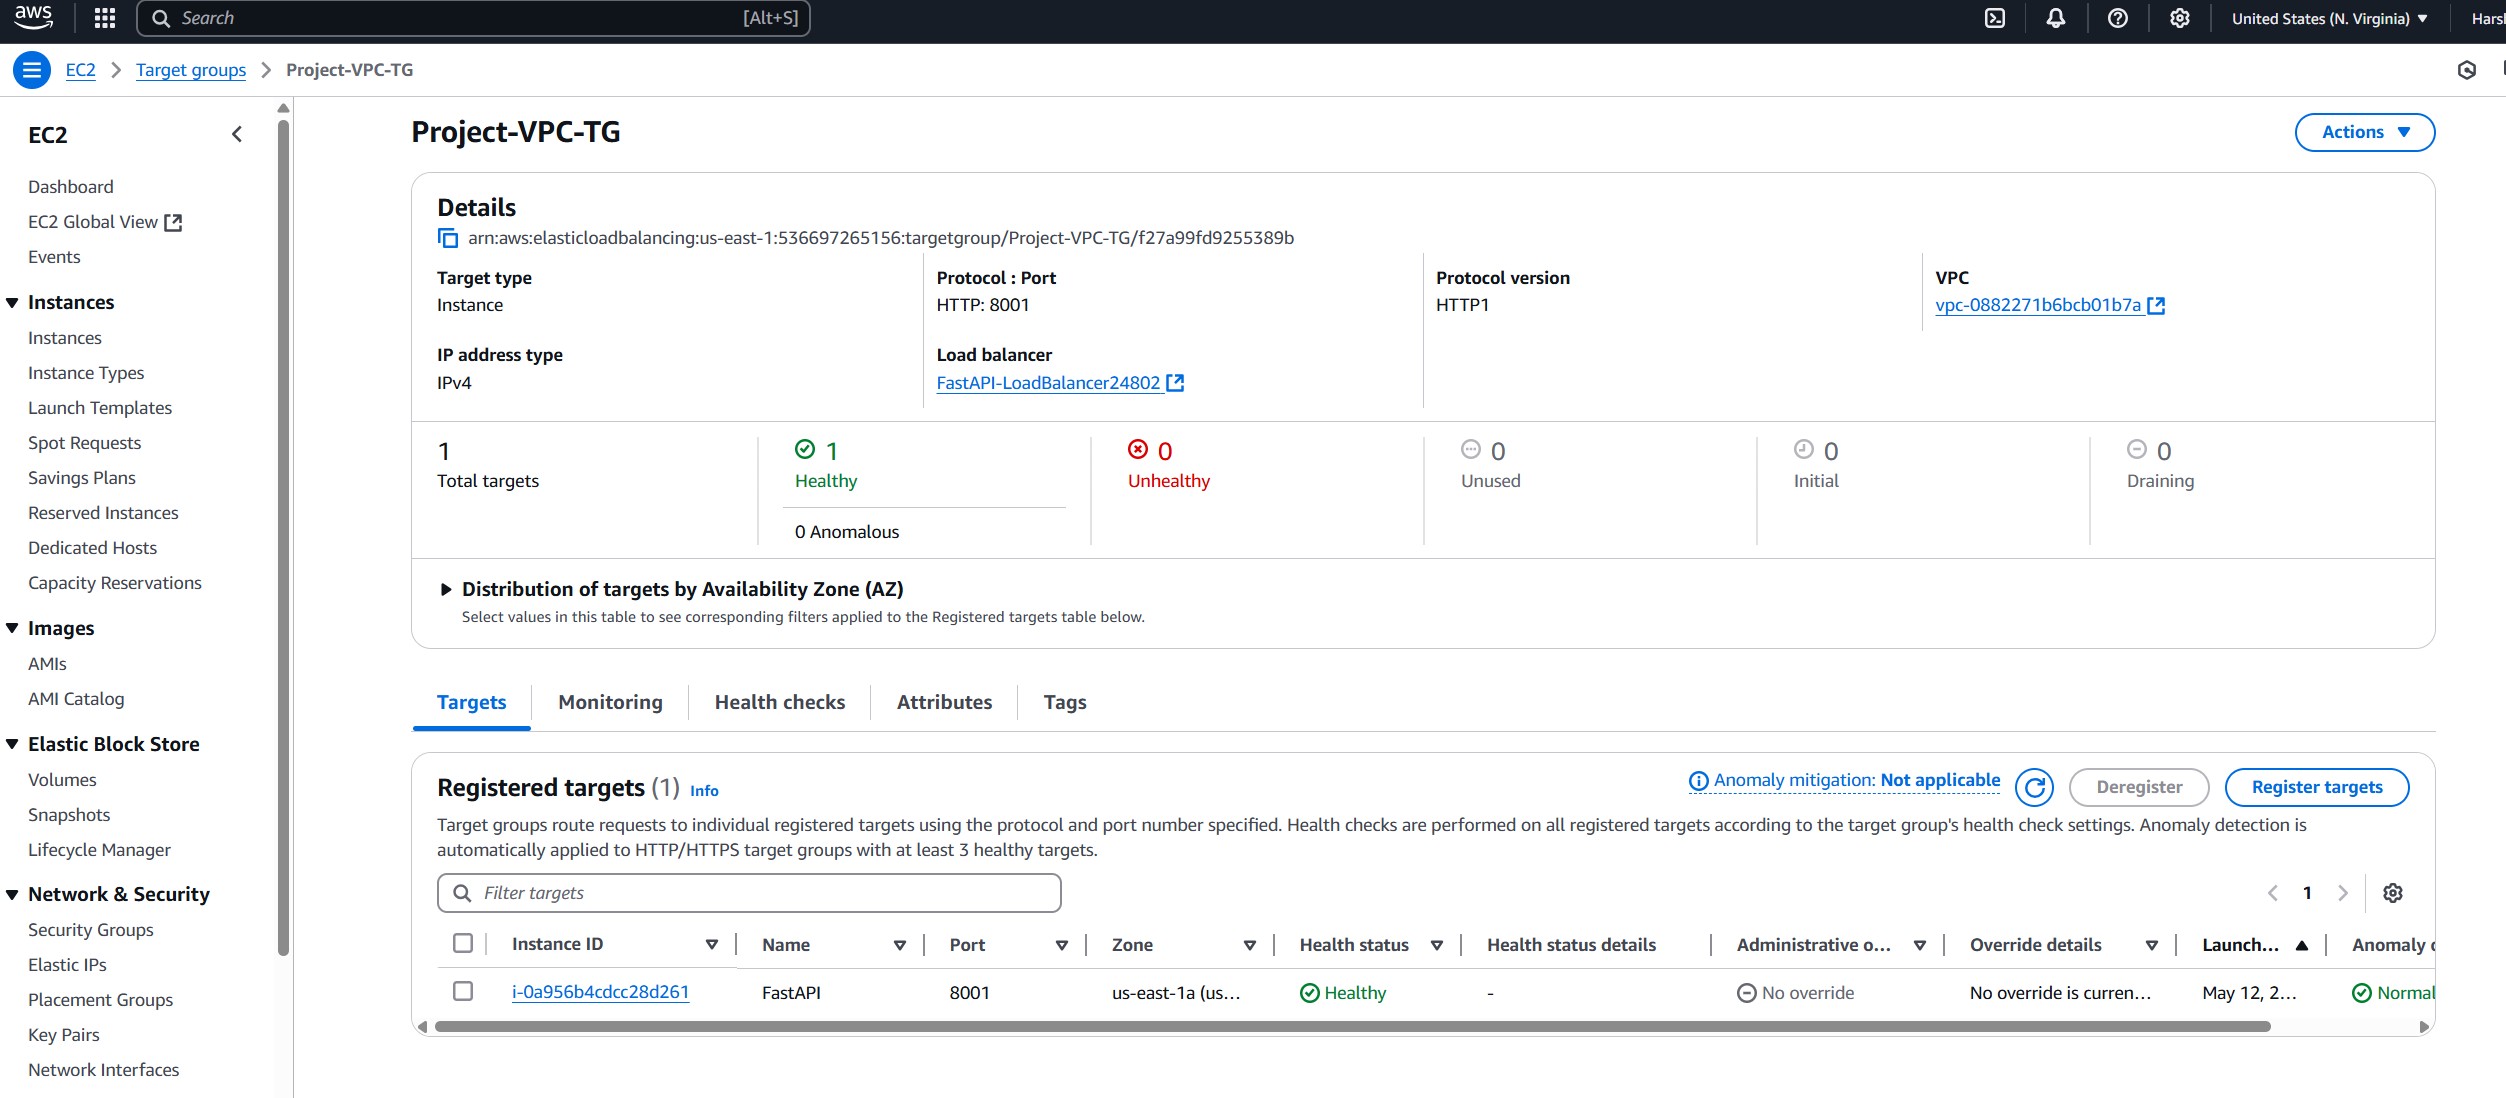 aws
Search [Alt+S]
United States (N. Virginia)
EC2 Target groups Project-VPC-TG
EC2
Dashboard
EC2 Global View
Events
Instances
Instances
Instance Types
Launch Templates
Spot Requests
Savings Plans
Reserved Instances
Dedicated Hosts
Capacity Reservations
Images
AMIs
AMI Catalog
Elastic Block Store
Volumes
Snapshots
Lifecycle Manager
Network & Security
Security Groups
Elastic IPs
Placement Groups
Key Pairs
Network Interfaces
Project-VPC-TG
Actions
Details
arn:aws:elasticloadbalancing:us-east-1:536697265156:targetgroup/Project-VPC-TG/f27a99fd9255389b
Target type
Instance
Protocol : Port
HTTP: 8001
Protocol version
HTTP1
VPC
vpc-0882271b6bcb01b7a
IP address type
IPv4
Load balancer
FastAPI-LoadBalancer24802
1
Total targets
1
Healthy
0 Anomalous
0
Unhealthy
0
Unused
0
Initial
0
Draining
Distribution of targets by Availability Zone (AZ)
Select values in this table to see corresponding filters applied to the Registered targets table below.
Targets Monitoring Health checks Attributes Tags
Registered targets (1) Info
Anomaly mitigation: Not applicable
Deregister
Register targets
Target groups route requests to individual registered targets using the protocol and port number specified. Health checks are performed on all registered targets according to the target group's health check settings. Anomaly detection is
automatically applied to HTTP/HTTPS target groups with at least 3 healthy targets.
Filter targets
1
Instance ID Name Port Zone Health status Health status details Administrative o... Override details Launch... Anomaly
i-0a956b4cdcc28d261 FastAPI 8001 us-east-1a (us... Healthy - No override No override is curren... May 12, 2... Normal